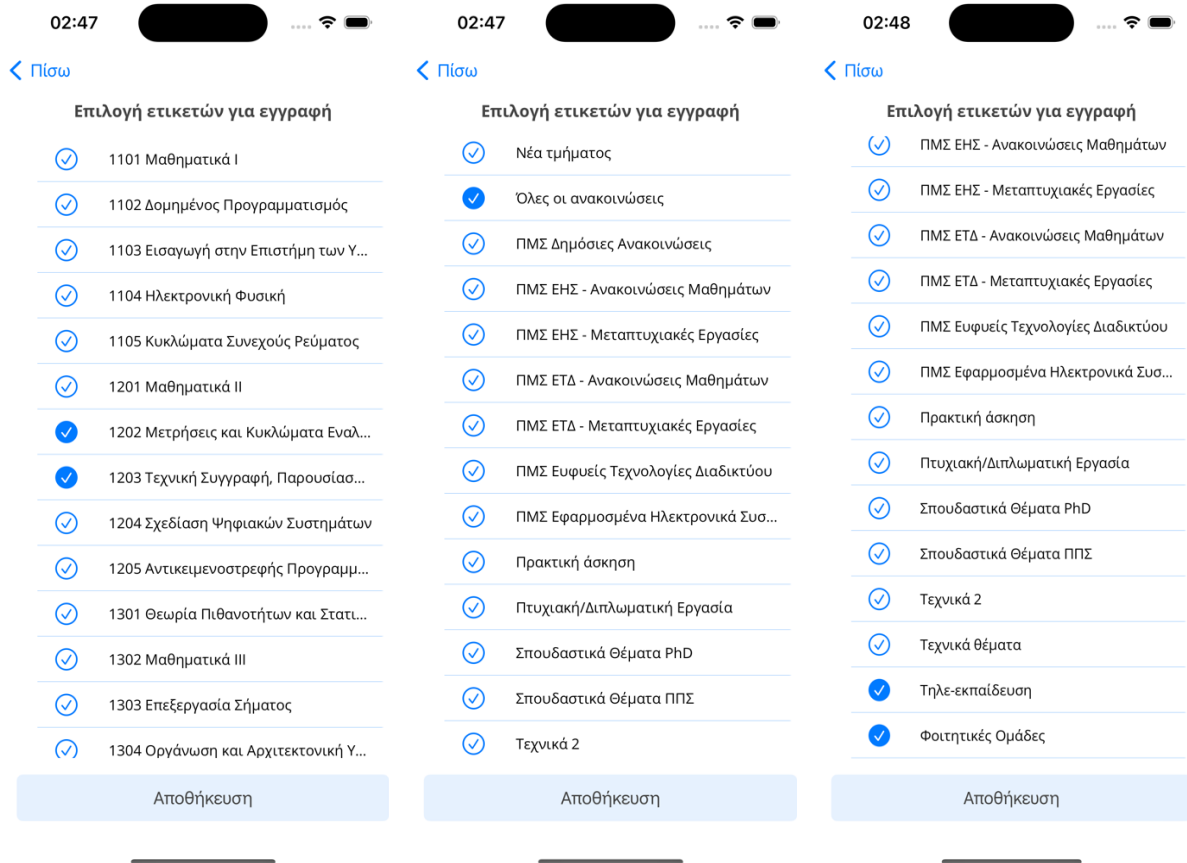 02:47
Πίσω
Επιλογή ετικετών για εγγραφή
1101 Μαθηματικά Ι
1102 Δομημένος Προγραμματισμός
1103 Εισαγωγή στην Επιστήμη των Υ...
1104 Ηλεκτρονική Φυσική
1105 Κυκλώματα Συνεχούς Ρεύματος
1201 Μαθηματικά ΙΙ
1202 Μετρήσεις και Κυκλώματα Εναλ...
1203 Τεχνική Συγγραφή, Παρουσίασ...
1204 Σχεδίαση Ψηφιακών Συστημάτων
1205 Αντικειμενοστρεφής Προγραμμ...
1301 Θεωρία Πιθανοτήτων και Στατι...
1302 Μαθηματικά ΙΙΙ
1303 Επεξεργασία Σήματος
1304 Οργάνωση και Αρχιτεκτονική Υ...
Αποθήκευση
02:47
Πίσω
Επιλογή ετικετών για εγγραφή
Νέα τμήματος
Όλες οι ανακοινώσεις
ΠΜΣ Δημόσιες Ανακοινώσεις
ΠΜΣ ΕΗΣ - Ανακοινώσεις Μαθημάτων
ΠΜΣ ΕΗΣ - Μεταπτυχιακές Εργασίες
ΠΜΣ ΕΤΔ - Ανακοινώσεις Μαθημάτων
ΠΜΣ ΕΤΔ - Μεταπτυχιακές Εργασίες
ΠΜΣ Ευφυείς Τεχνολογίες Διαδικτύου
ΠΜΣ Εφαρμοσμένα Ηλεκτρονικά Συσ...
Πρακτική άσκηση
Πτυχιακή/Διπλωματική Εργασία
Σπουδαστικά Θέματα PhD
Σπουδαστικά Θέματα ΠΠΣ
Τεχνικά 2
Αποθήκευση
02:48
Πίσω
Επιλογή ετικετών για εγγραφή
ΠΜΣ ΕΗΣ - Ανακοινώσεις Μαθημάτων
ΠΜΣ ΕΗΣ - Μεταπτυχιακές Εργασίες
ΠΜΣ ΕΤΔ - Ανακοινώσεις Μαθημάτων
ΠΜΣ ΕΤΔ - Μεταπτυχιακές Εργασίες
ΠΜΣ Ευφυείς Τεχνολογίες Διαδικτύου
ΠΜΣ Εφαρμοσμένα Ηλεκτρονικά Συσ...
Πρακτική άσκηση
Πτυχιακή/Διπλωματική Εργασία
Σπουδαστικά Θέματα PhD
Σπουδαστικά Θέματα ΠΠΣ
Τεχνικά 2
Τεχνικά θέματα
Τηλε-εκπαίδευση
Φοιτητικές Ομάδες
Αποθήκευση